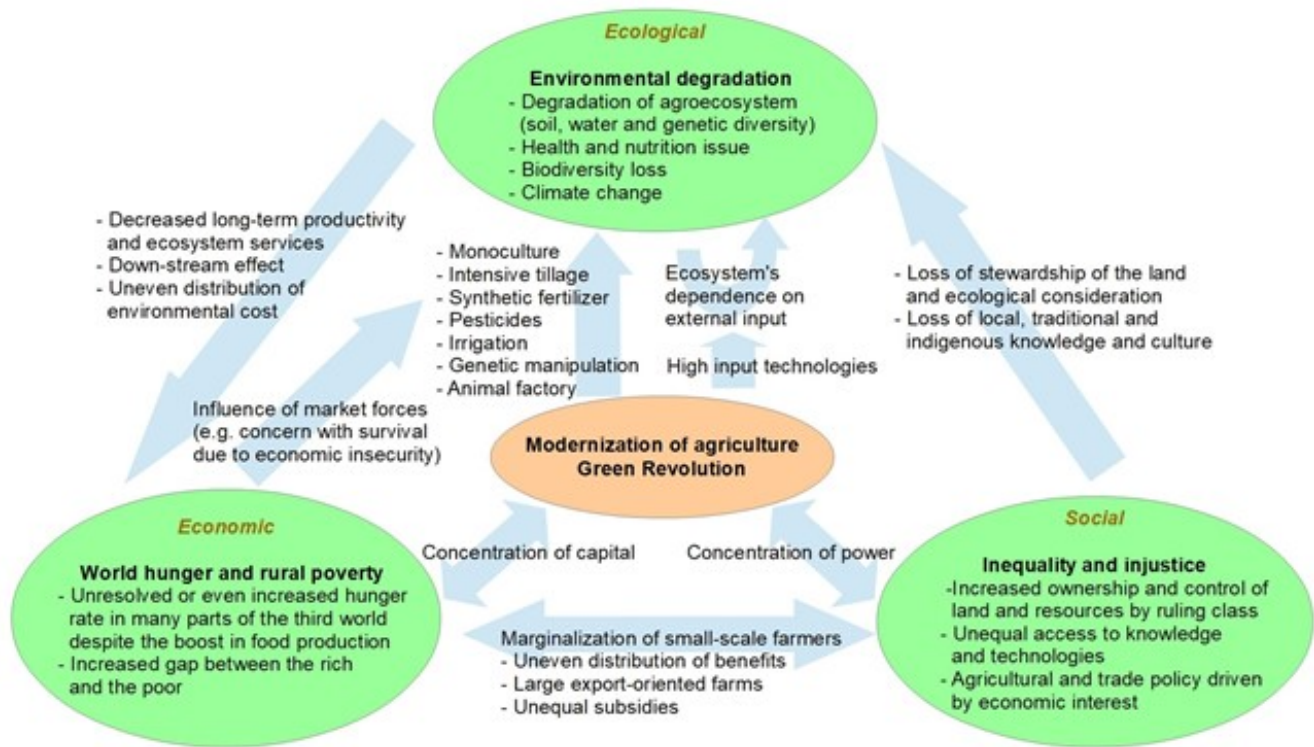 Ecological
Environmental degradation
- Degradation of agroecosystem
(soil, water and genetic diversity)
- Health and nutrition issue
- Biodiversity loss
- Climate change
- Decreased long-term productivity
and ecosystem services
- Down-stream effect
- Uneven distribution of
environmental cost
- Monoculture
- Intensive tillage
- Synthetic fertilizer
- Pesticides
- Irrigation
- Genetic manipulation
- Animal factory
Ecosystem's
dependence on
external input
High input technologies
- Loss of stewardship of the land
and ecological consideration
- Loss of local, traditional and
indigenous knowledge and culture
Influence of market forces
(e.g. concern with survival
due to economic insecurity)
Modernization of agriculture
Green Revolution
Economic
World hunger and rural poverty
- Unresolved or even increased hunger
rate in many parts of the third world
despite the boost in food production
- Increased gap between the rich
and the poor
Concentration of capital
Concentration of power
Marginalization of small-scale farmers
- Uneven distribution of benefits
- Large export-oriented farms
- Unequal subsidies
Social
Inequality and injustice
-Increased ownership and control of
land and resources by ruling class
- Unequal access to knowledge
and technologies
- Agricultural and trade policy driven
by economic interest